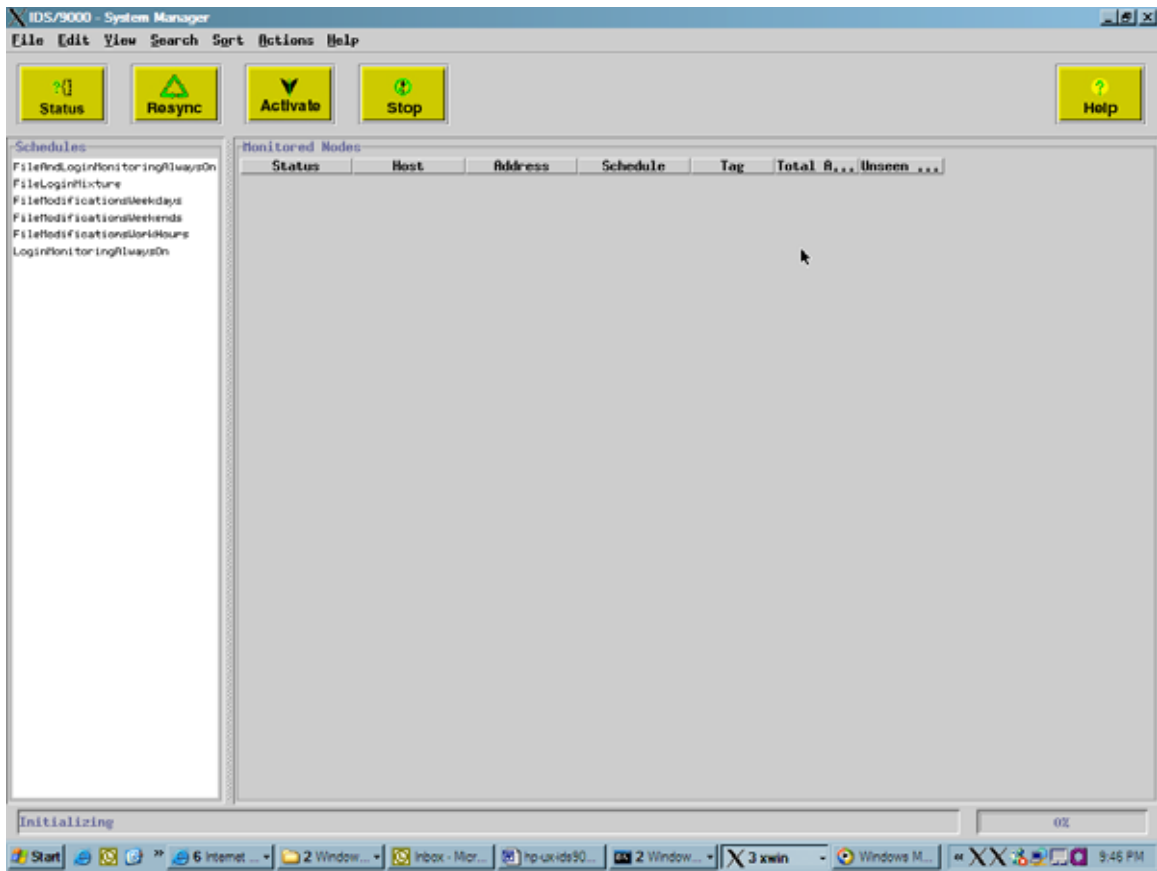 IDS/9000 - System Manager
File Edit View Search Sort Actions Help
?
Status
Resync
Activate
Stop
?
Help
Schedules
FileAndLoginMonitoringAlwaysOn
FileLoginMixture
FileModificationsWeekdays
FileModificationsWeekends
FileModificationsWorkHours
LoginMonitoringAlwaysOn
Monitored Nodes
Status Host Address Schedule Tag Total A... Unseen ...
Initializing
0%
Start » 6 Internet ... 2 Window... Inbox - Micr... hp-ux-ids90... 2 Window... 3 xwin Windows M... « 9:46 PM